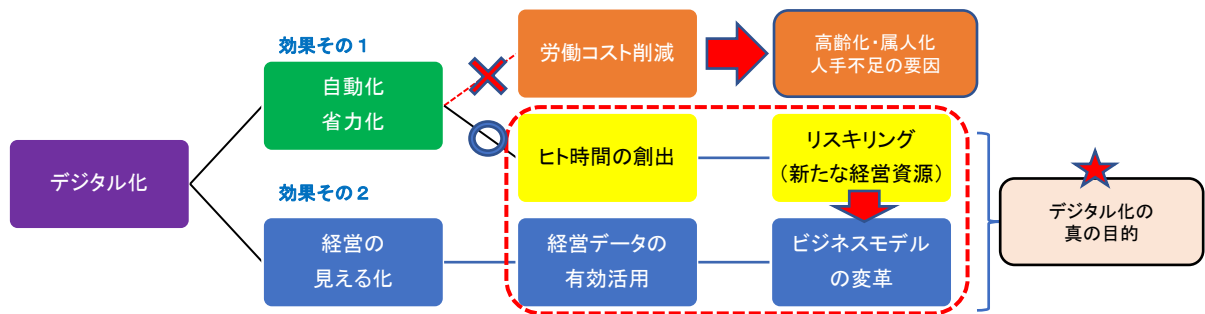 効果その１
自動化
省力化
労働コスト削減
高齢化・属人化
人手不足の要因
ヒト時間の創出
リスキリング
（新たな経営資源）
デジタル化
効果その２
経営の
見える化
経営データの
有効活用
ビジネスモデル
の変革
デジタル化の
真の目的